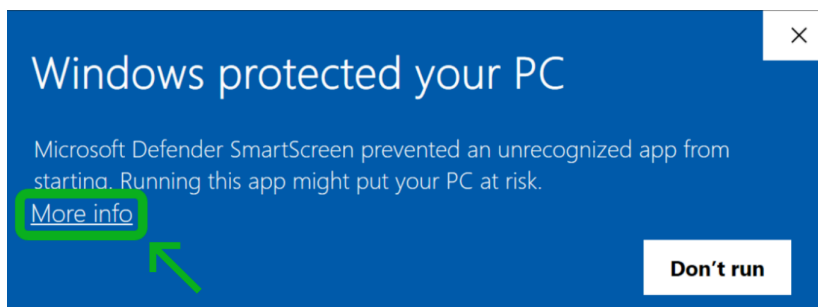 Windows protected your PC
Microsoft Defender SmartScreen prevented an unrecognized app from
starting. Running this app might put your PC at risk.
More info
Don't run